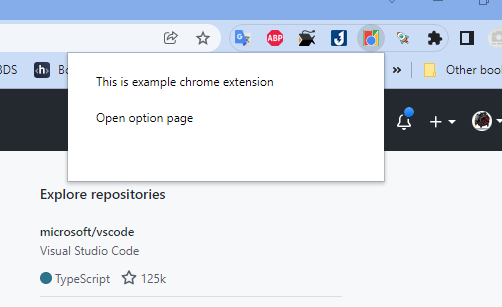 ABP
BDS
h
Bo
»
Other boo
This is example chrome extension
Open option page
Explore repositories
microsoft/vscode
Visual Studio Code
TypeScript 125k